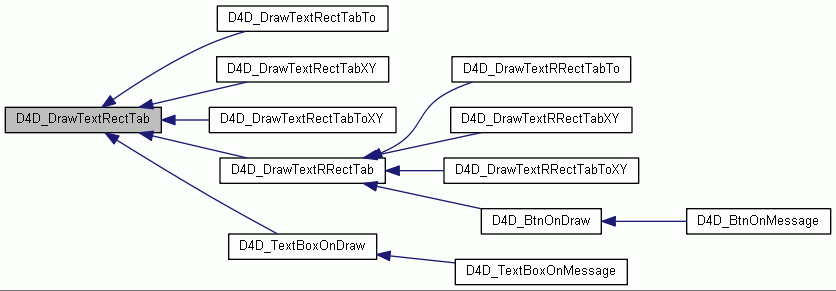 D4D_DrawTextRectTabTo
D4D_DrawTextRectTabXY
D4D_DrawTextRRectTabTo
D4D_DrawTextRectTab
D4D_DrawTextRectTabToXY
D4D_DrawTextRRectTabXY
D4D_DrawTextRRectTab
D4D_DrawTextRRectTabToXY
D4D_BtnOnDraw
D4D_BtnOnMessage
D4D_TextBoxOnDraw
D4D_TextBoxOnMessage